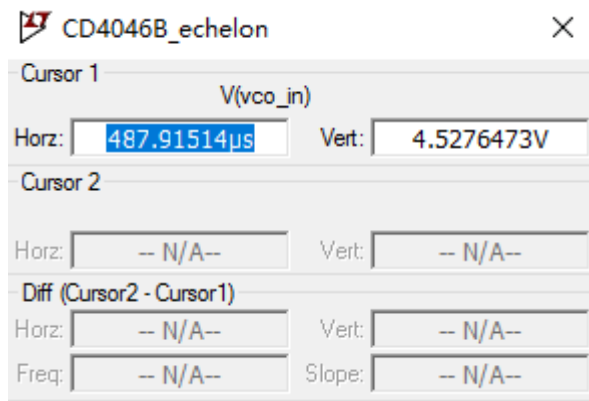 CD4046B_echelon
Cursor 1
V(vco_in)
Horz: 487.91514µs Vert: 4.5276473V
Cursor 2
Horz: -- N/A-- Vert: -- N/A--
Diff (Cursor2 - Cursor1)
Horz: -- N/A-- Vert: -- N/A--
Freq: -- N/A-- Slope: -- N/A--